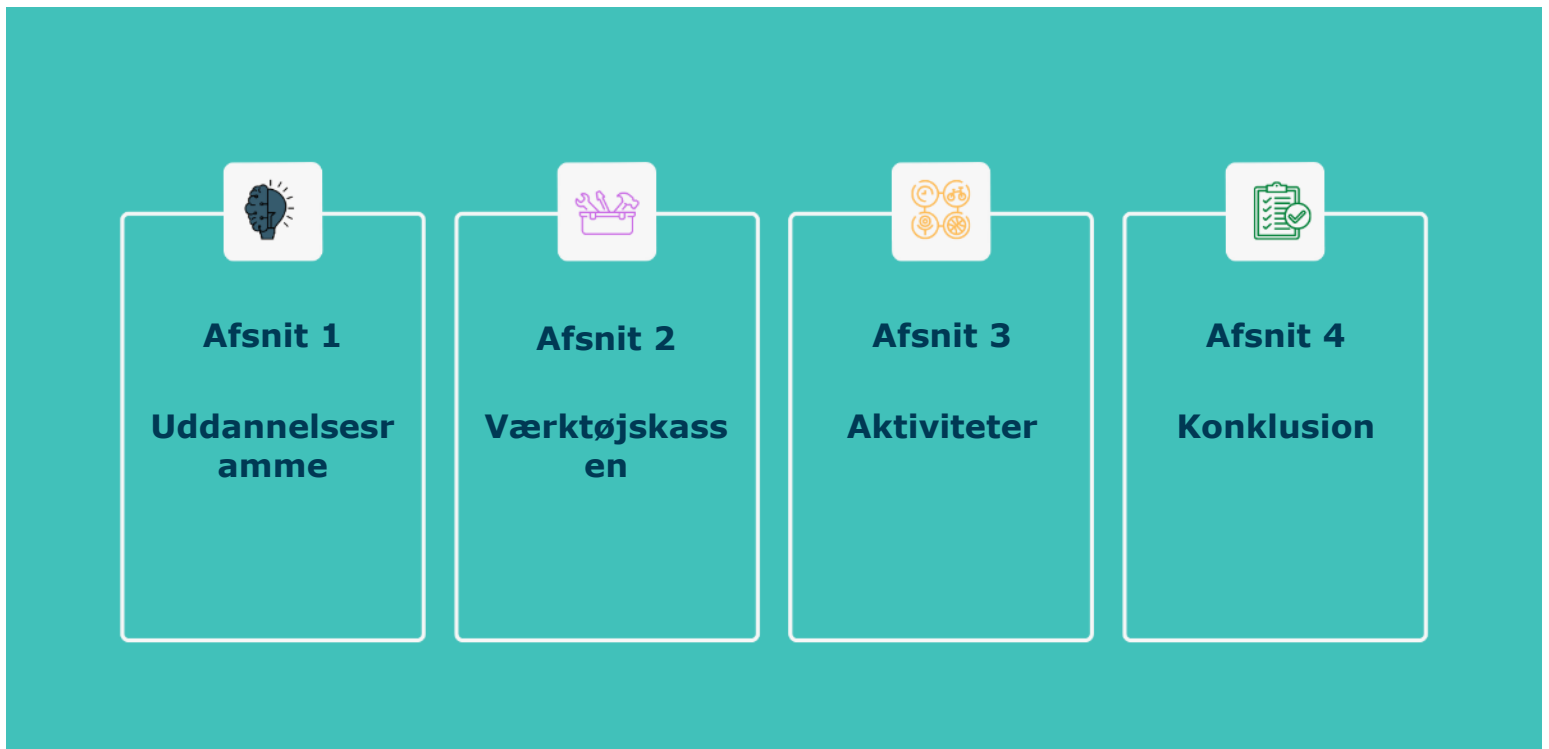 Afsnit 1
Uddannelsesr
amme
Afsnit 2
Værktøjskass
en
Afsnit 3
Aktiviteter
Afsnit 4
Konklusion